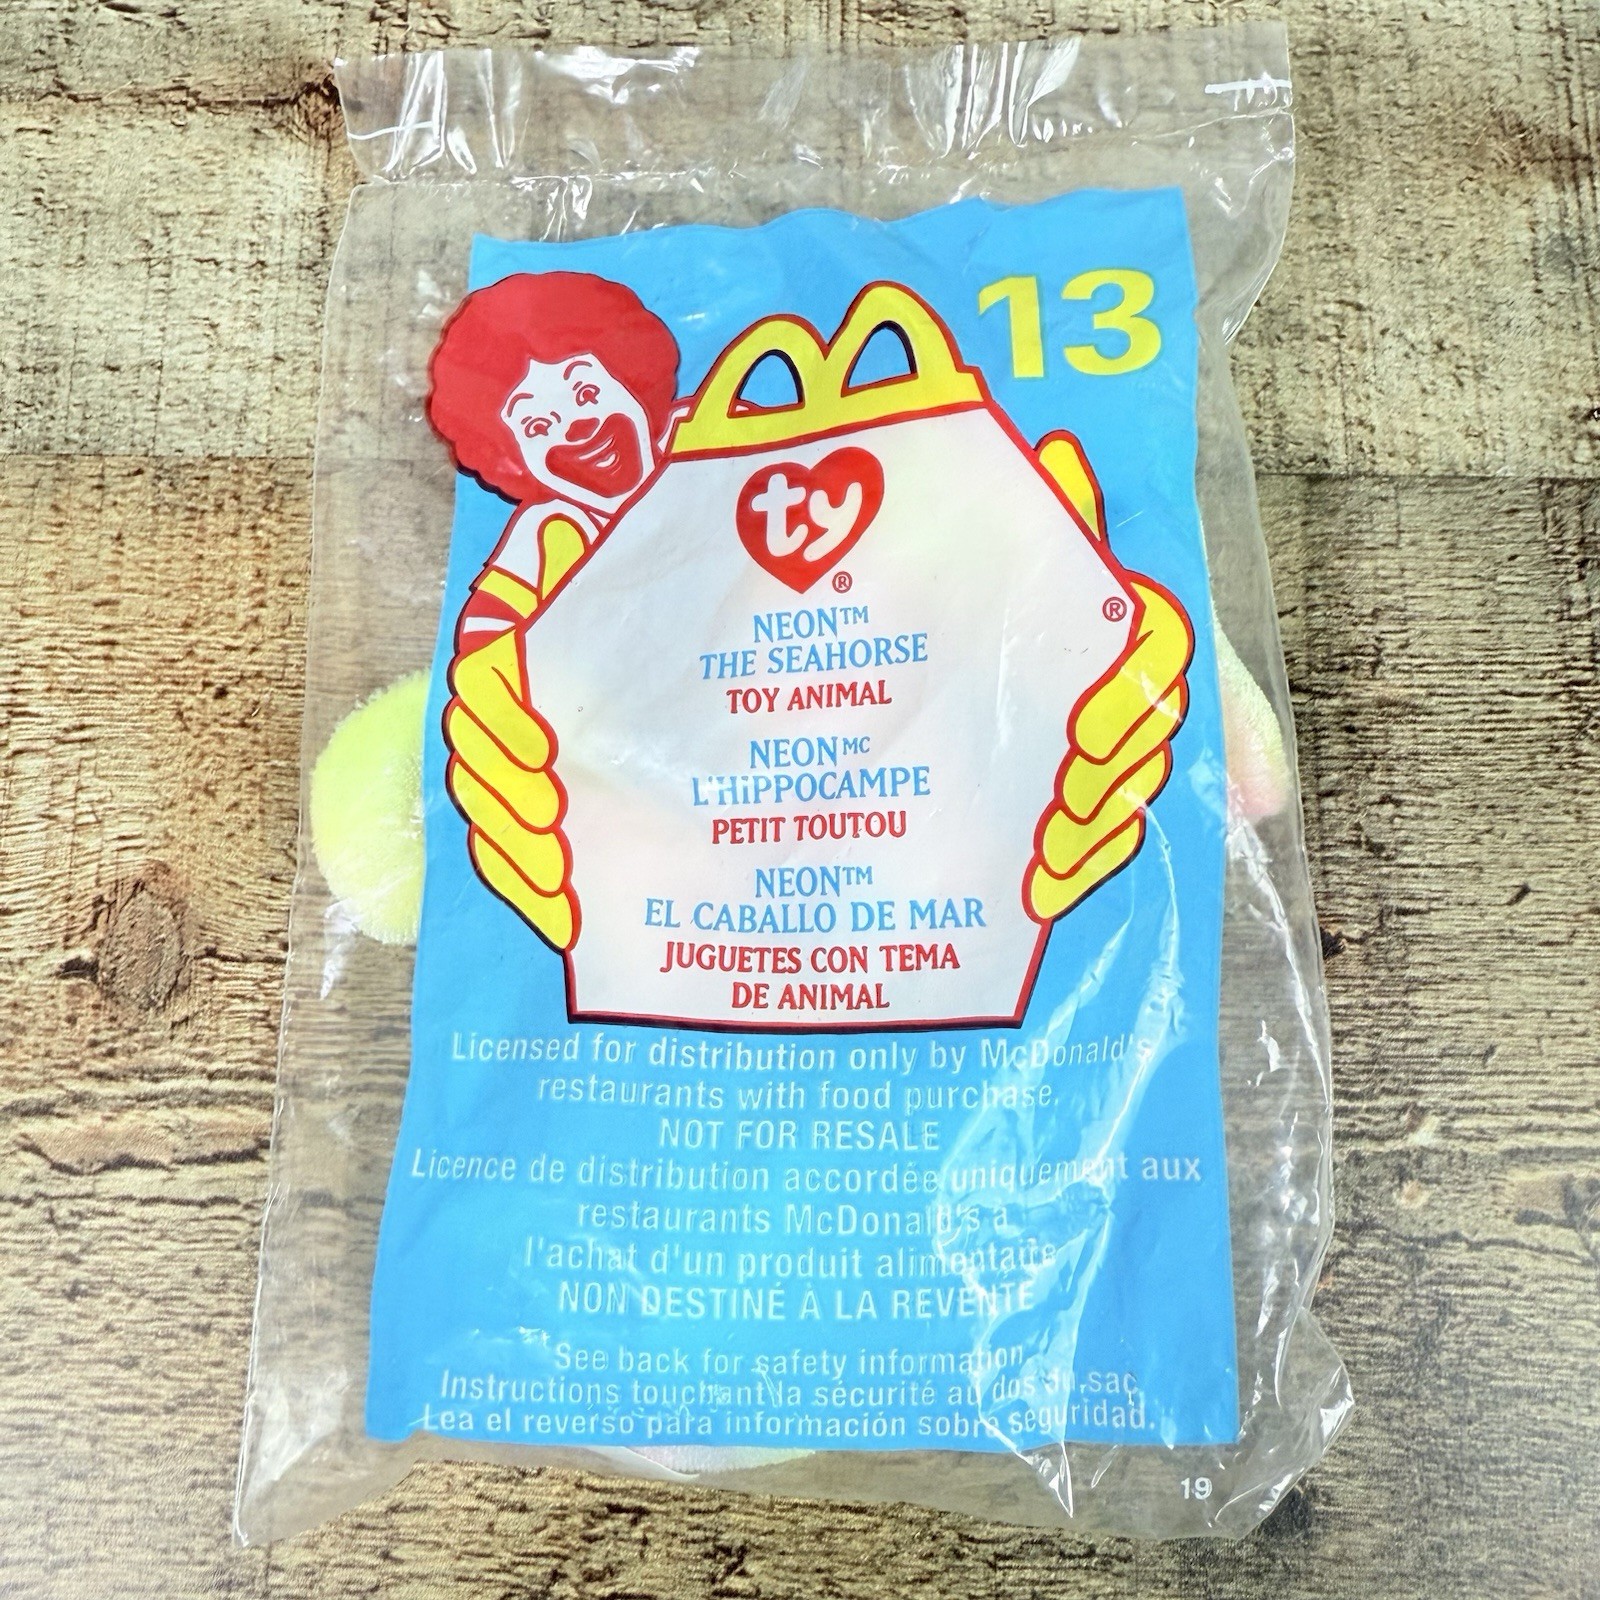 13
ty
®
®
NEON™
THE SEAHORSE
TOY ANIMAL
NEONMC
L'HiPPOCAMPE
PETIT TOUTOU
NEON™
EL CABALLO DE MAR
JUGUETES CON TEMA
DE ANIMAL
Licensed for distribution only by McDonald's
restaurants with food purchase.
NOT FOR RESALE
Licence de distribution accordée uniquement aux
restaurants McDonald's à
l'achat d'un produit alimentaire
NON DESTINÉ À LA REVENTE
See back for safety information
Instructions touchant la sécurité au dos du sac.
Lea el reverso para información sobre seguridad.
19